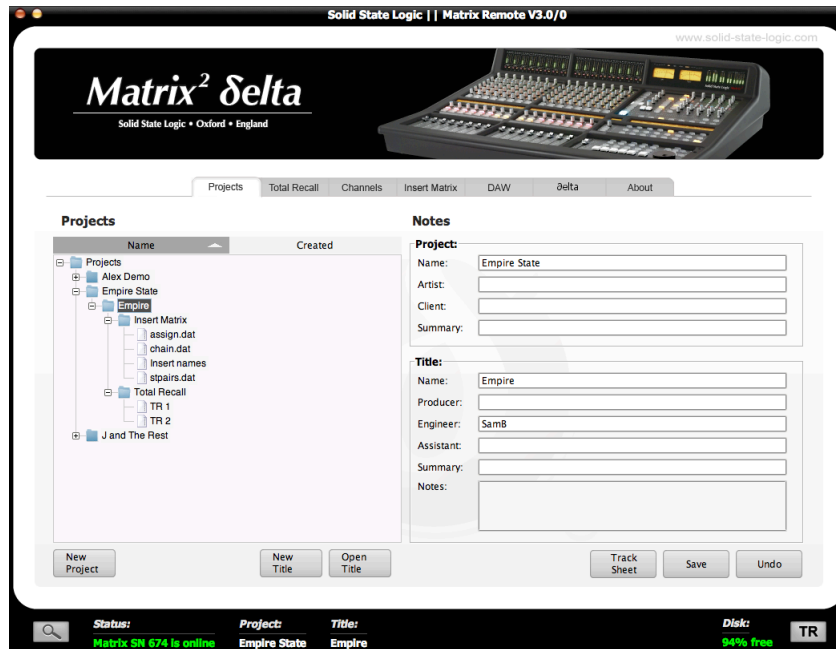 Solid State Logic || Matrix Remote V3.0/0
www.solid-state-logic.com
Matrix² δelta
Solid State Logic • Oxford • England
Projects Total Recall Channels Insert Matrix DAW ∂elta About
Projects
Name Created
Projects
Alex Demo
Empire State
Empire
Insert Matrix
assign.dat
chain.dat
Insert names
stpairs.dat
Total Recall
TR 1
TR 2
J and The Rest
New Project
New Title
Open Title
Notes
Project:
Name: Empire State
Artist:
Client:
Summary:
Title:
Name: Empire
Producer:
Engineer: SamB
Assistant:
Summary:
Notes:
Track Sheet
Save
Undo
Status: Project: Title: Disk:
Matrix SN 674 is online Empire State Empire 94% free
TR